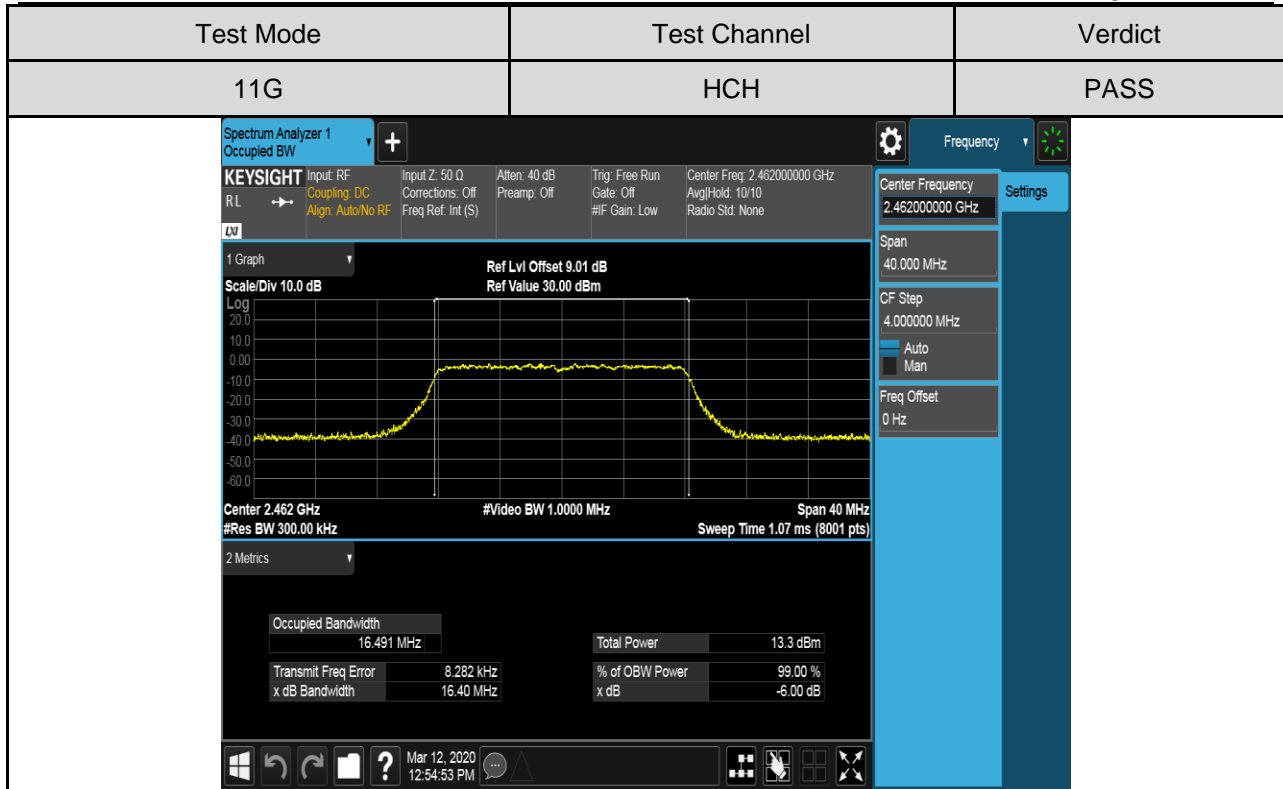 Test Mode Test Channel Verdict
11G HCH PASS
Spectrum Analyzer 1
Occupied BW
+
Frequency
KEYSIGHT
RL
LXI
Input: RF
Coupling: DC
Align: Auto/No RF
Input Z: 50 Ω
Corrections: Off
Freq Ref: Int (S)
Atten: 40 dB
Preamp: Off
Trig: Free Run
Gate: Off
#IF Gain: Low
Center Freq: 2.462000000 GHz
Avg|Hold: 10/10
Radio Std: None
Center Frequency
2.462000000 GHz
Settings
Span
40.000 MHz
CF Step
4.000000 MHz
Auto
Man
Freq Offset
0 Hz
1 Graph
Ref Lvl Offset 9.01 dB
Scale/Div 10.0 dB Ref Value 30.00 dBm
Log
20.0
10.0
0.00
-10.0
-20.0
-30.0
-40.0
-50.0
-60.0
Center 2.462 GHz #Video BW 1.0000 MHz Span 40 MHz
#Res BW 300.00 kHz Sweep Time 1.07 ms (8001 pts)
2 Metrics
Occupied Bandwidth
16.491 MHz Total Power 13.3 dBm
Transmit Freq Error 8.282 kHz % of OBW Power 99.00 %
x dB Bandwidth 16.40 MHz x dB -6.00 dB
?
Mar 12, 2020
12:54:53 PM